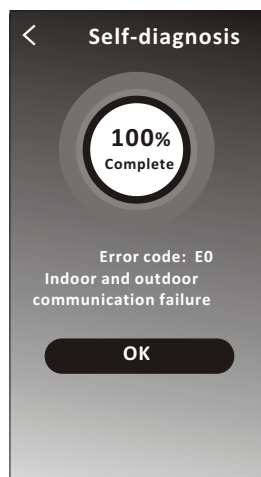 Self-diagnosis
100%
Complete
Error code: E0
Indoor and outdoor
communication failure
OK